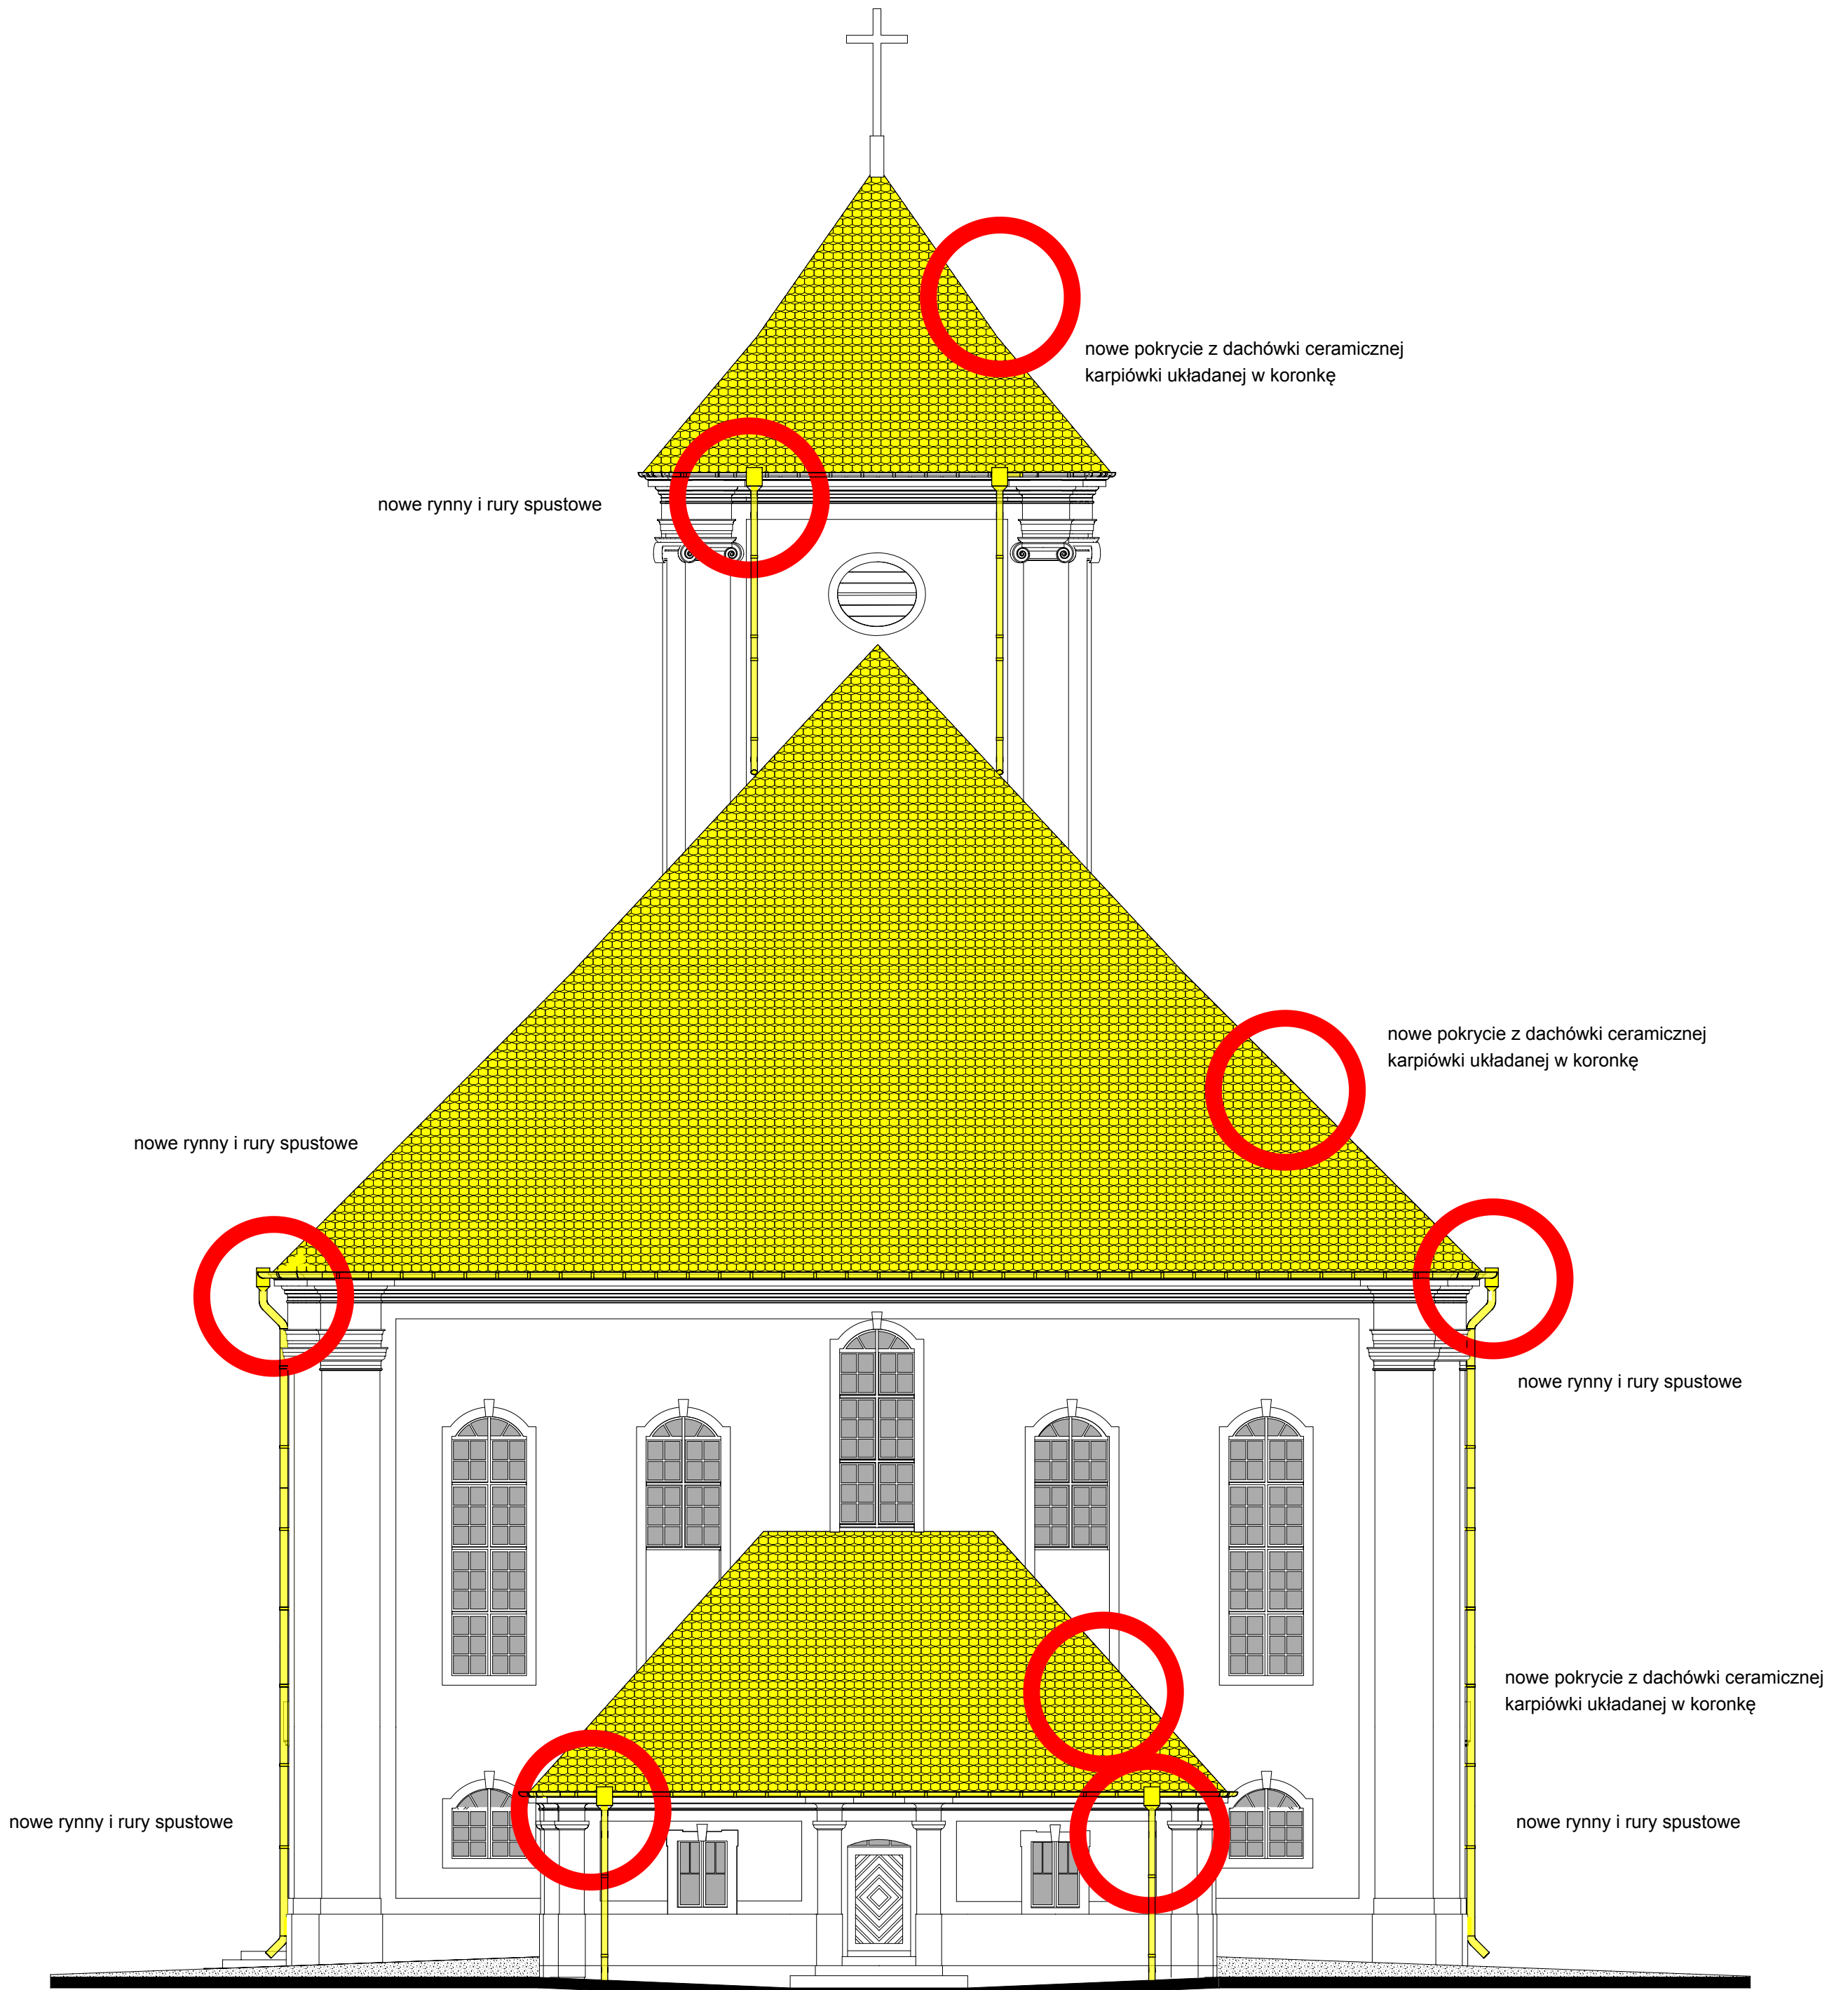 nowe pokrycie z dachówki ceramicznej
karpiówki układanej w koronkę
nowe rynny i rury spustowe
nowe pokrycie z dachówki ceramicznej
karpiówki układanej w koronkę
nowe rynny i rury spustowe
nowe rynny i rury spustowe
nowe pokrycie z dachówki ceramicznej
karpiówki układanej w koronkę
nowe rynny i rury spustowe
nowe rynny i rury spustowe